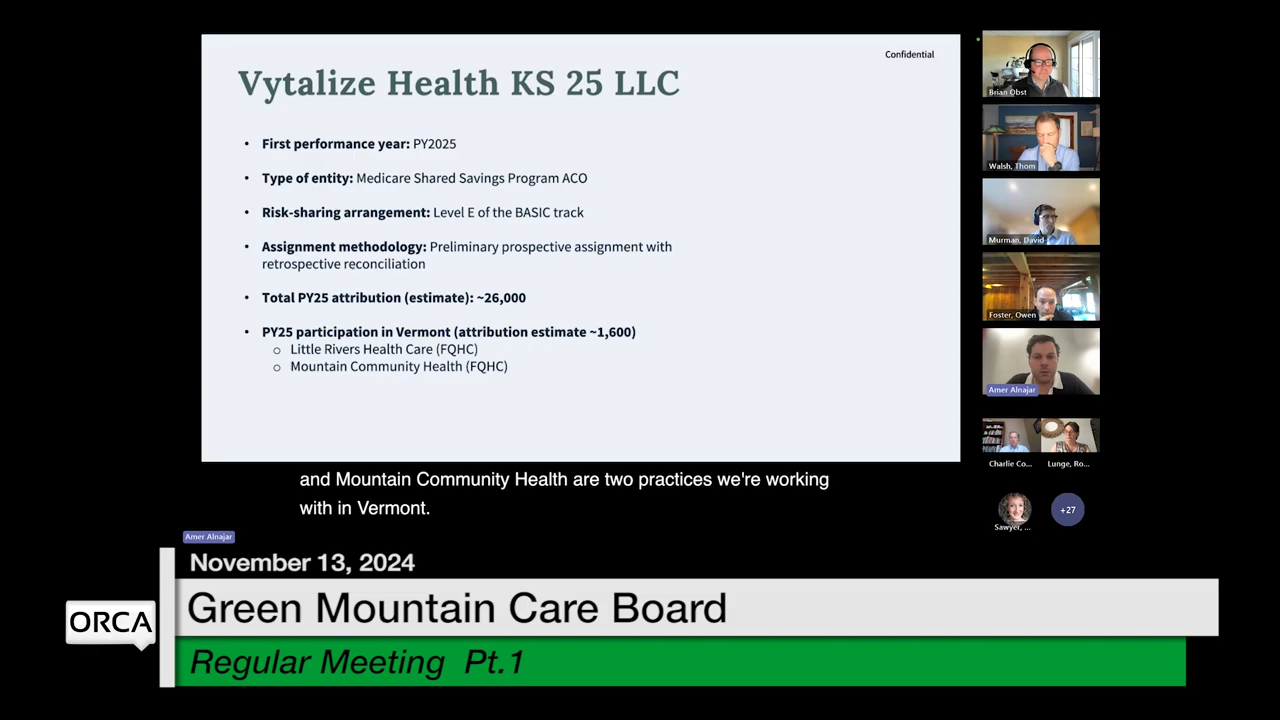 Confidential
Vytalize Health KS 25 LLC
• First performance year: PY2025
• Type of entity: Medicare Shared Savings Program ACO
• Risk-sharing arrangement: Level E of the BASIC track
• Assignment methodology: Preliminary prospective assignment with
retrospective reconciliation
• Total PY25 attribution (estimate): ~26,000
• PY25 participation in Vermont (attribution estimate ~1,600)
○ Little Rivers Health Care (FQHC)
○ Mountain Community Health (FQHC)
Brian Obst
Walsh, Thom
Murman, David
Foster, Owen
Amer Alnajar
Charlie Co...
Lunge, Ro...
Sawyer, ...
+27
and Mountain Community Health are two practices we're working
with in Vermont.
Amer Alnajar
November 13, 2024
ORCA
Green Mountain Care Board
Regular Meeting Pt.1